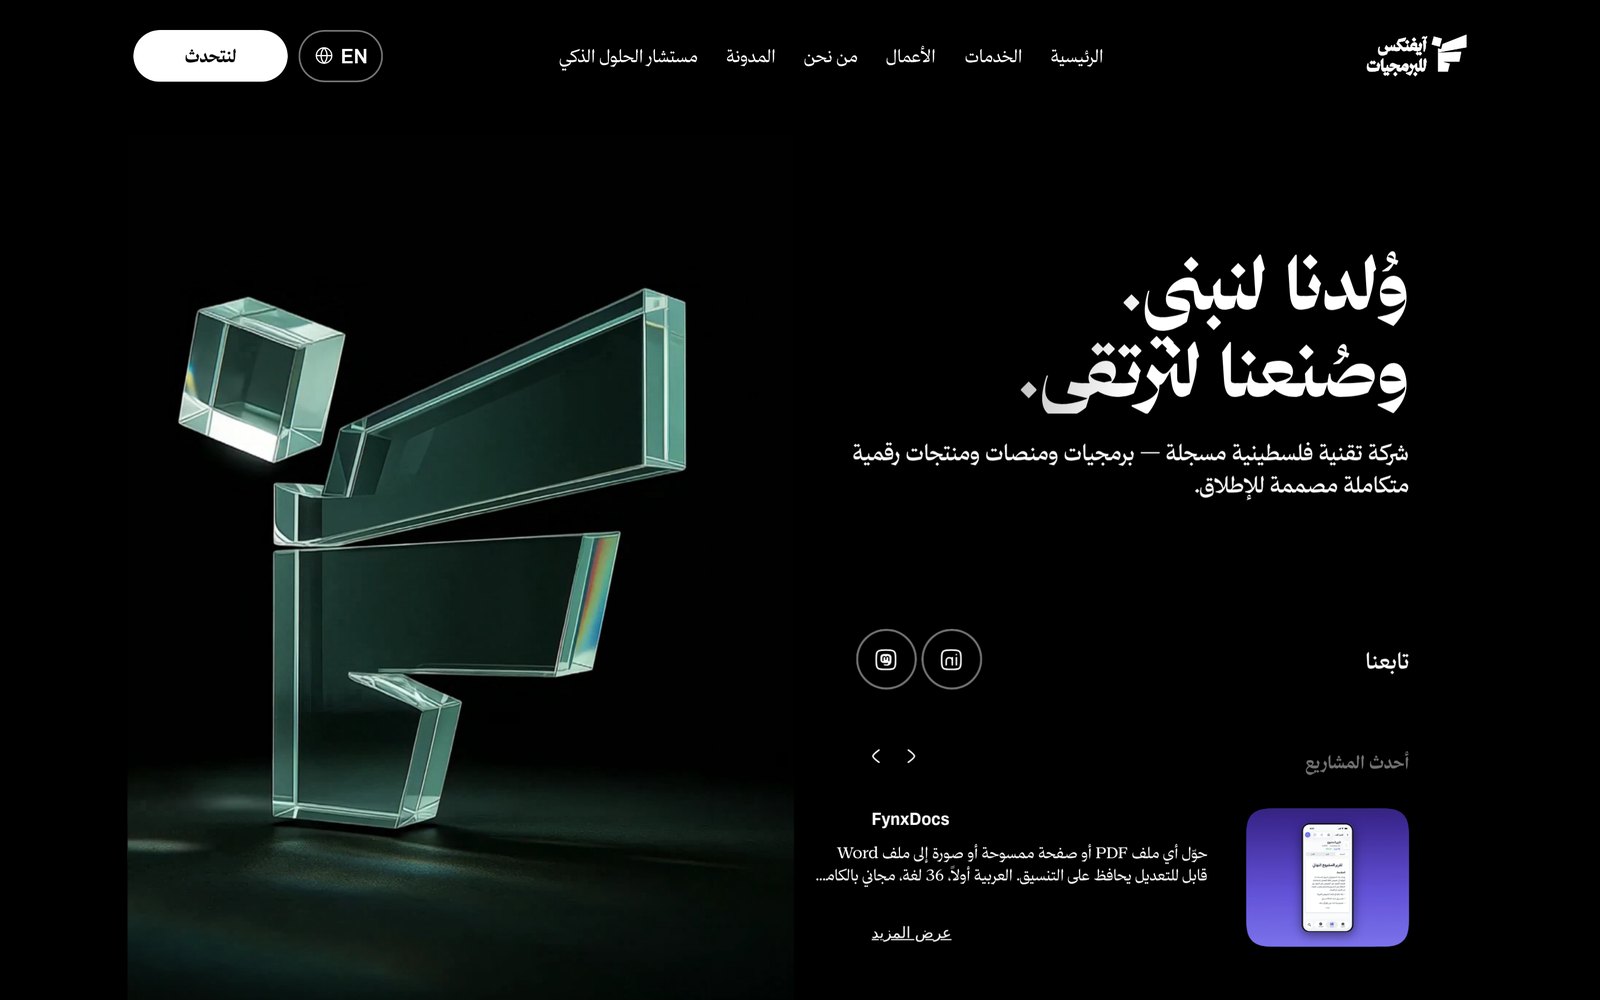 آيفنكس
للبرمجيات
الرئيسية
الخدمات
الأعمال
من نحن
المدونة
مستشار الحلول الذكي
EN
لنتحدث
وُلدنا لنبني.
وصُنعنا لنرتقي.
شركة تقنية فلسطينية مسجلة — برمجيات ومنصات ومنتجات رقمية
متكاملة مصممة للإطلاق.
تابعنا
أحدث المشاريع
FynxDocs
حوّل أي ملف PDF أو صفحة ممسوحة أو صورة إلى ملف Word
قابل للتعديل يحافظ على التنسيق. العربية أولاً، 36 لغة. مجاني بالكامـ...
عرض المزيد